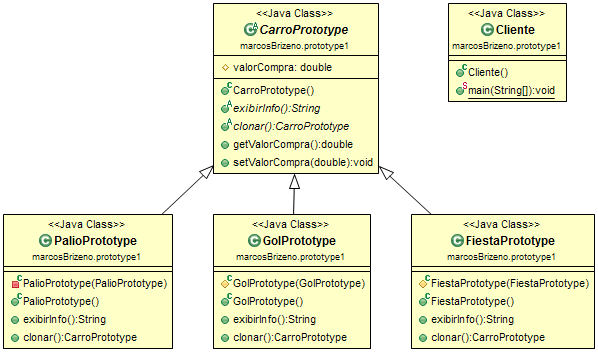 <<Java Class>>
CarroPrototype
marcosBrizeno.prototype1
valorCompra: double
CarroPrototype()
exibirInfo():String
clonar():CarroPrototype
getValorCompra():double
setValorCompra(double):void
<<Java Class>>
Cliente
marcosBrizeno.prototype1
Cliente()
main(String[]):void
<<Java Class>>
PalioPrototype
marcosBrizeno.prototype1
PalioPrototype(PalioPrototype)
PalioPrototype()
exibirInfo():String
clonar():CarroPrototype
<<Java Class>>
GolPrototype
marcosBrizeno.prototype1
GolPrototype(GolPrototype)
GolPrototype()
exibirInfo():String
clonar():CarroPrototype
<<Java Class>>
FiestaPrototype
marcosBrizeno.prototype1
FiestaPrototype(FiestaPrototype)
FiestaPrototype()
exibirInfo():String
clonar():CarroPrototype